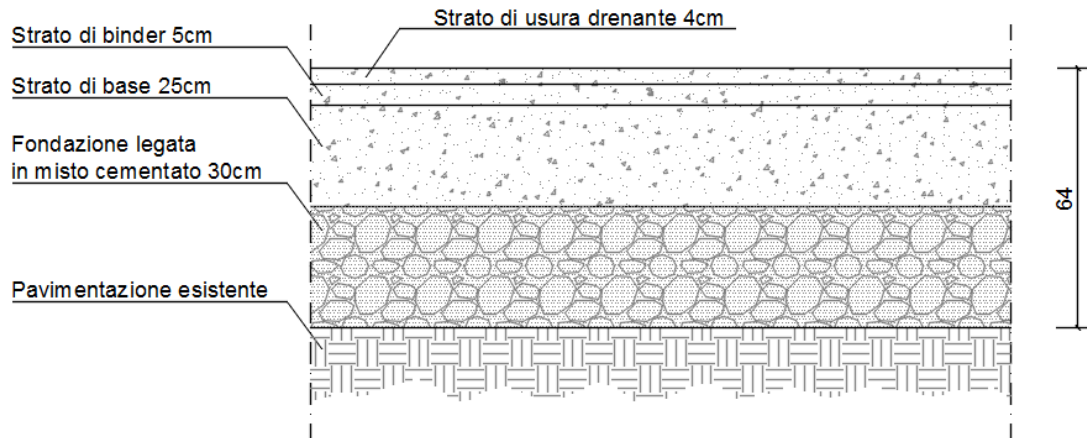 Strato di usura drenante 4cm
Strato di binder 5cm
Strato di base 25cm
Fondazione legata
in misto cementato 30cm
Pavimentazione esistente
64